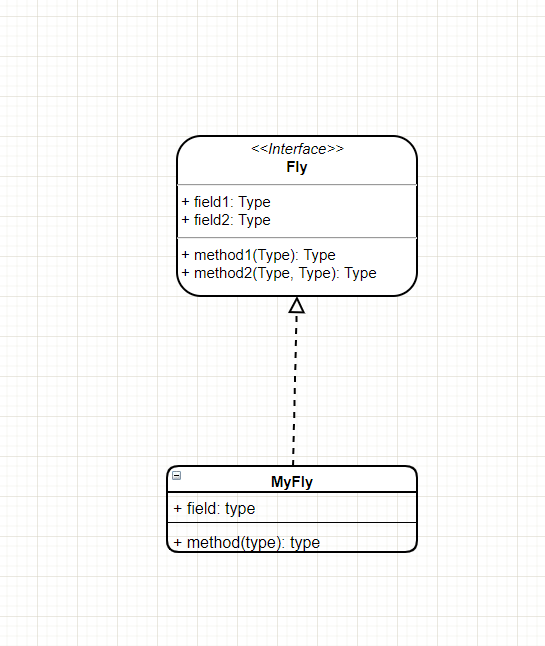 <<Interface>>
Fly
+ field1: Type
+ field2: Type
+ method1(Type): Type
+ method2(Type, Type): Type
MyFly
+ field: type
+ method(type): type